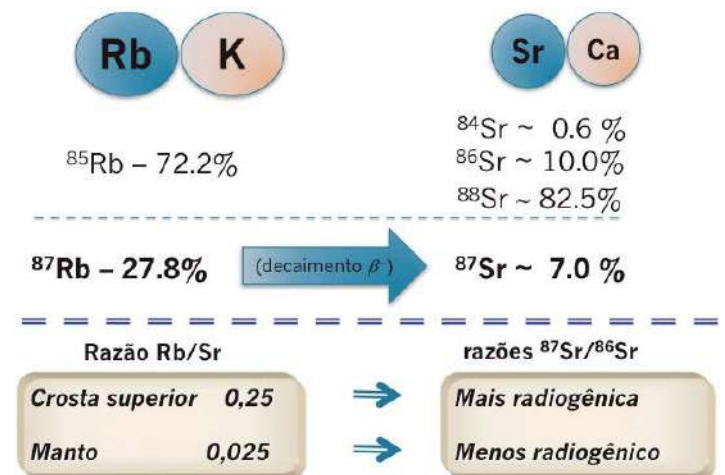 Rb K Sr Ca
⁸⁴Sr ~ 0.6 %
⁸⁵Rb – 72.2% ⁸⁶Sr ~ 10.0%
⁸⁸Sr ~ 82.5%
⁸⁷Rb – 27.8% (decaimento β⁻) ⁸⁷Sr ~ 7.0 %
Razão Rb/Sr razões ⁸⁷Sr/⁸⁶Sr
Crosta superior 0,25 Mais radiogênica
Manto 0,025 Menos radiogênico